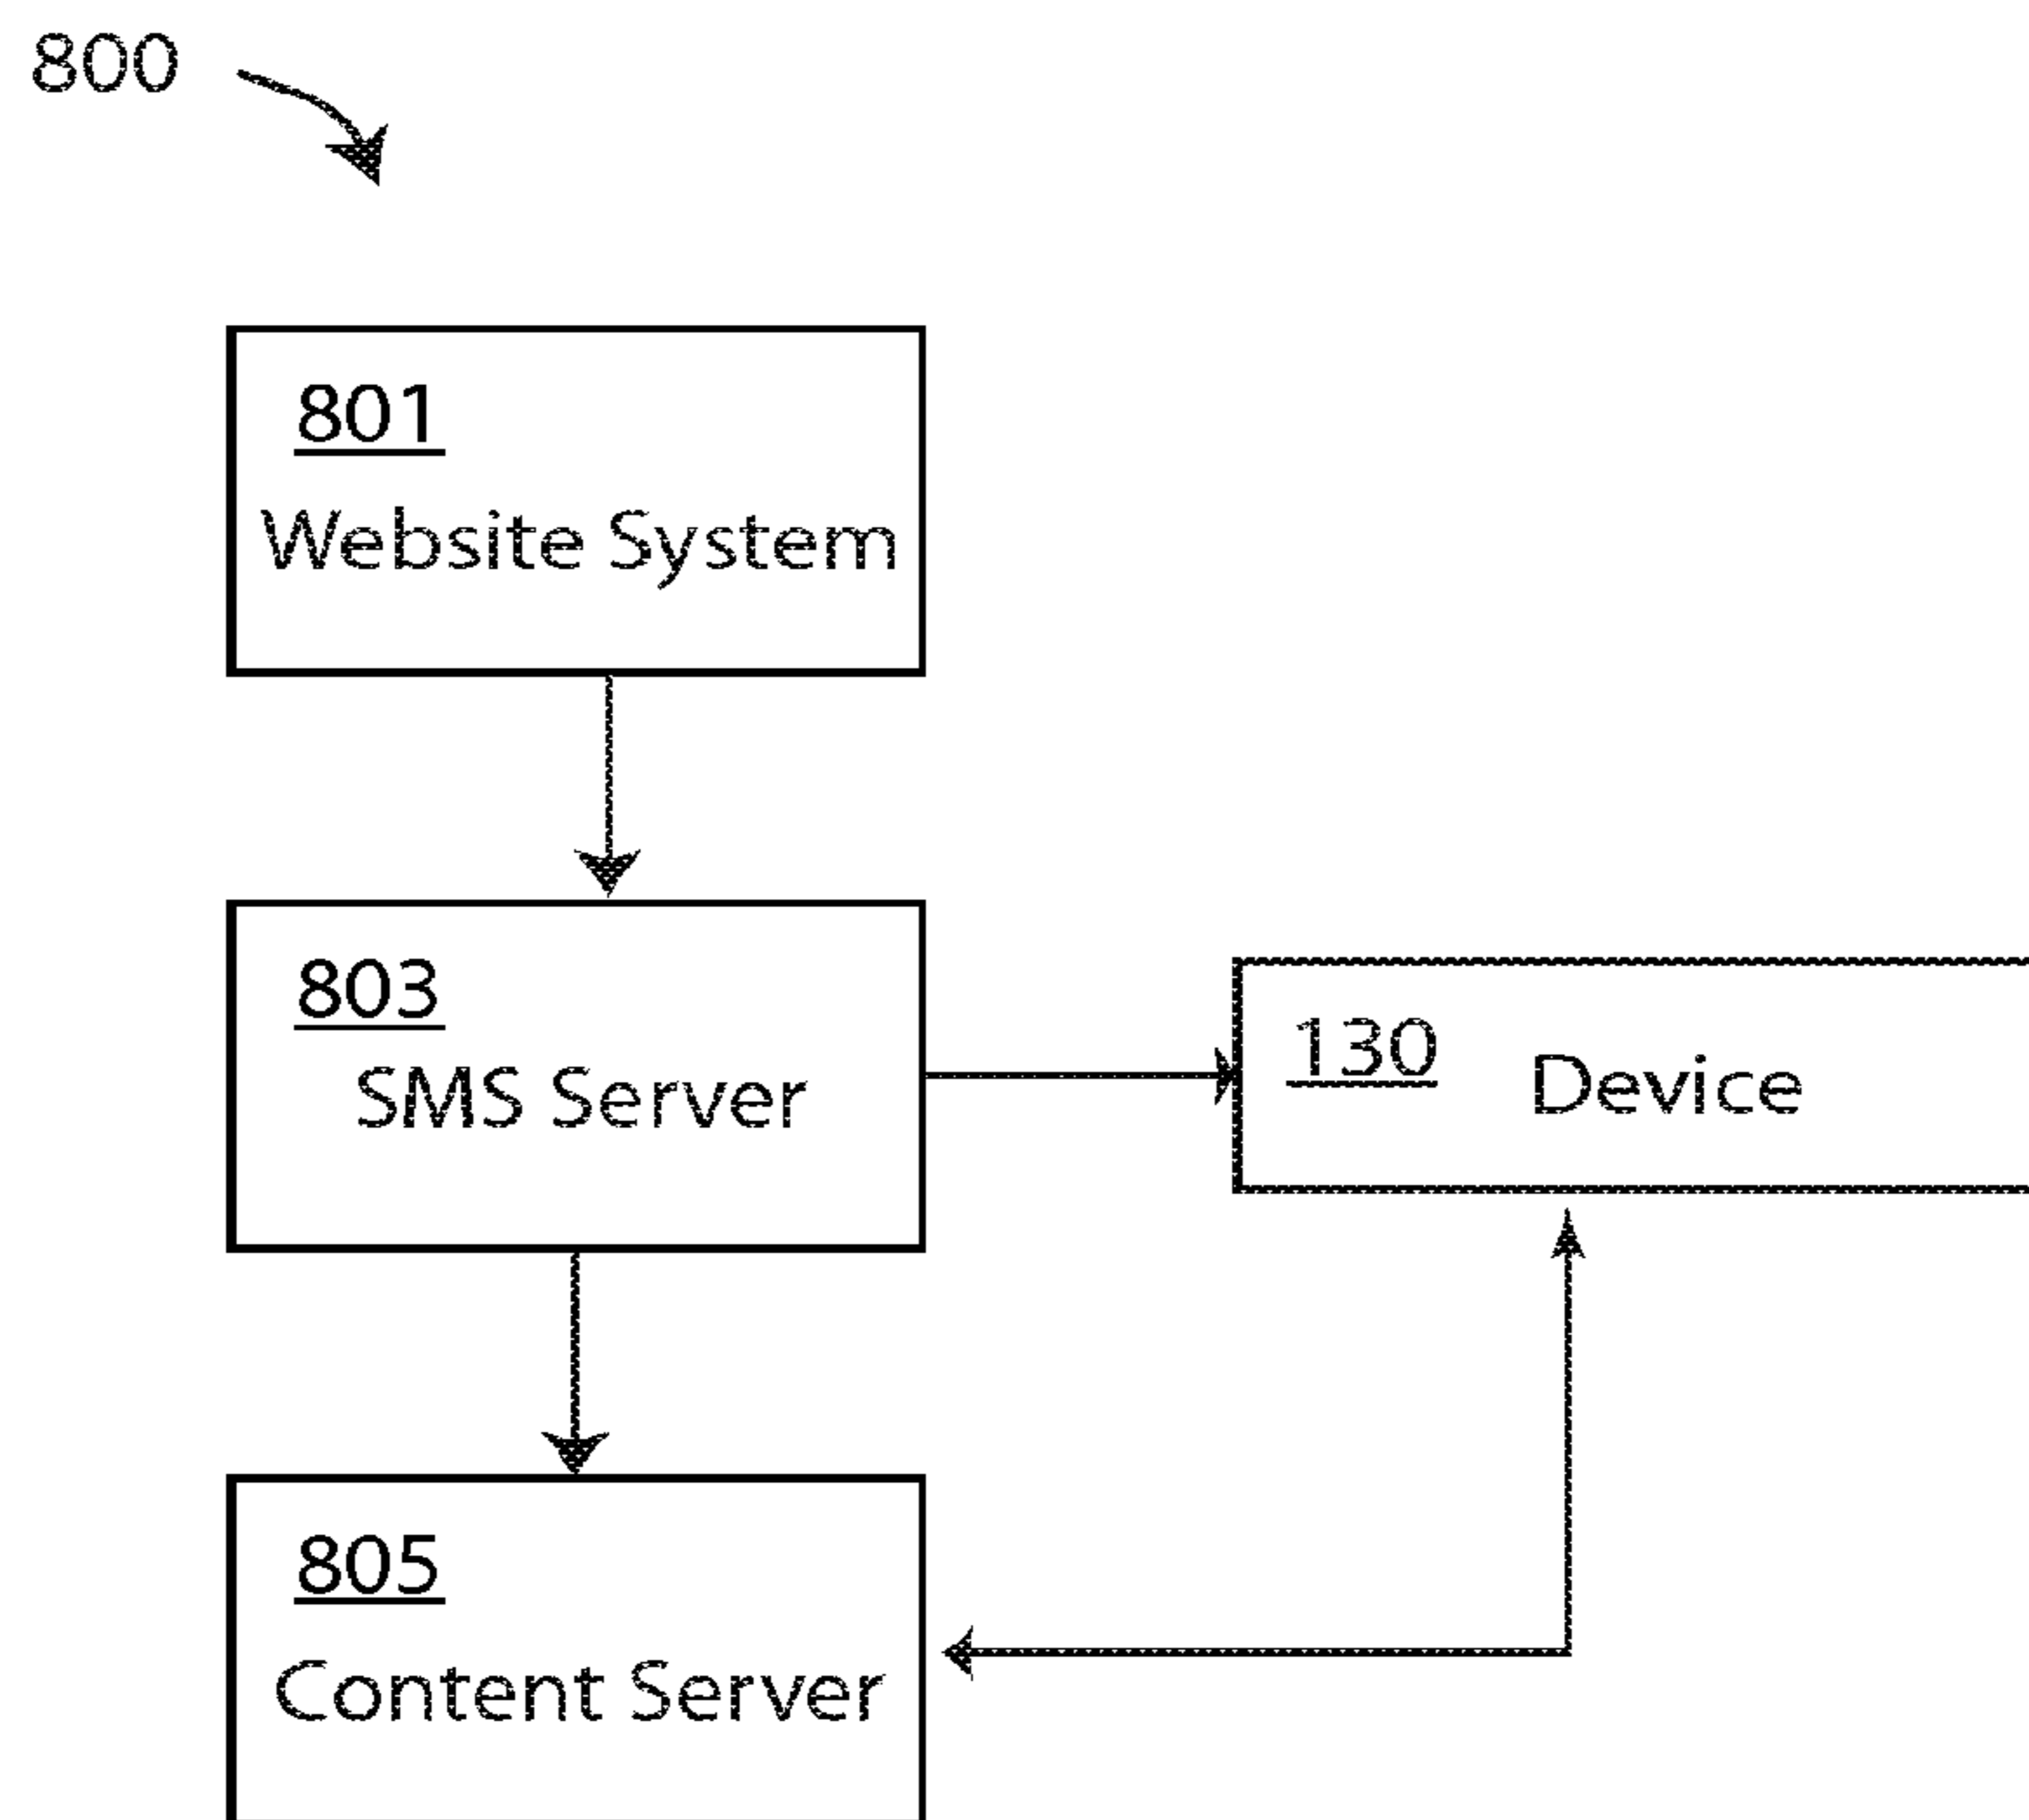 800
801
Website System
803
SMS Server
130
Device
805
Content Server